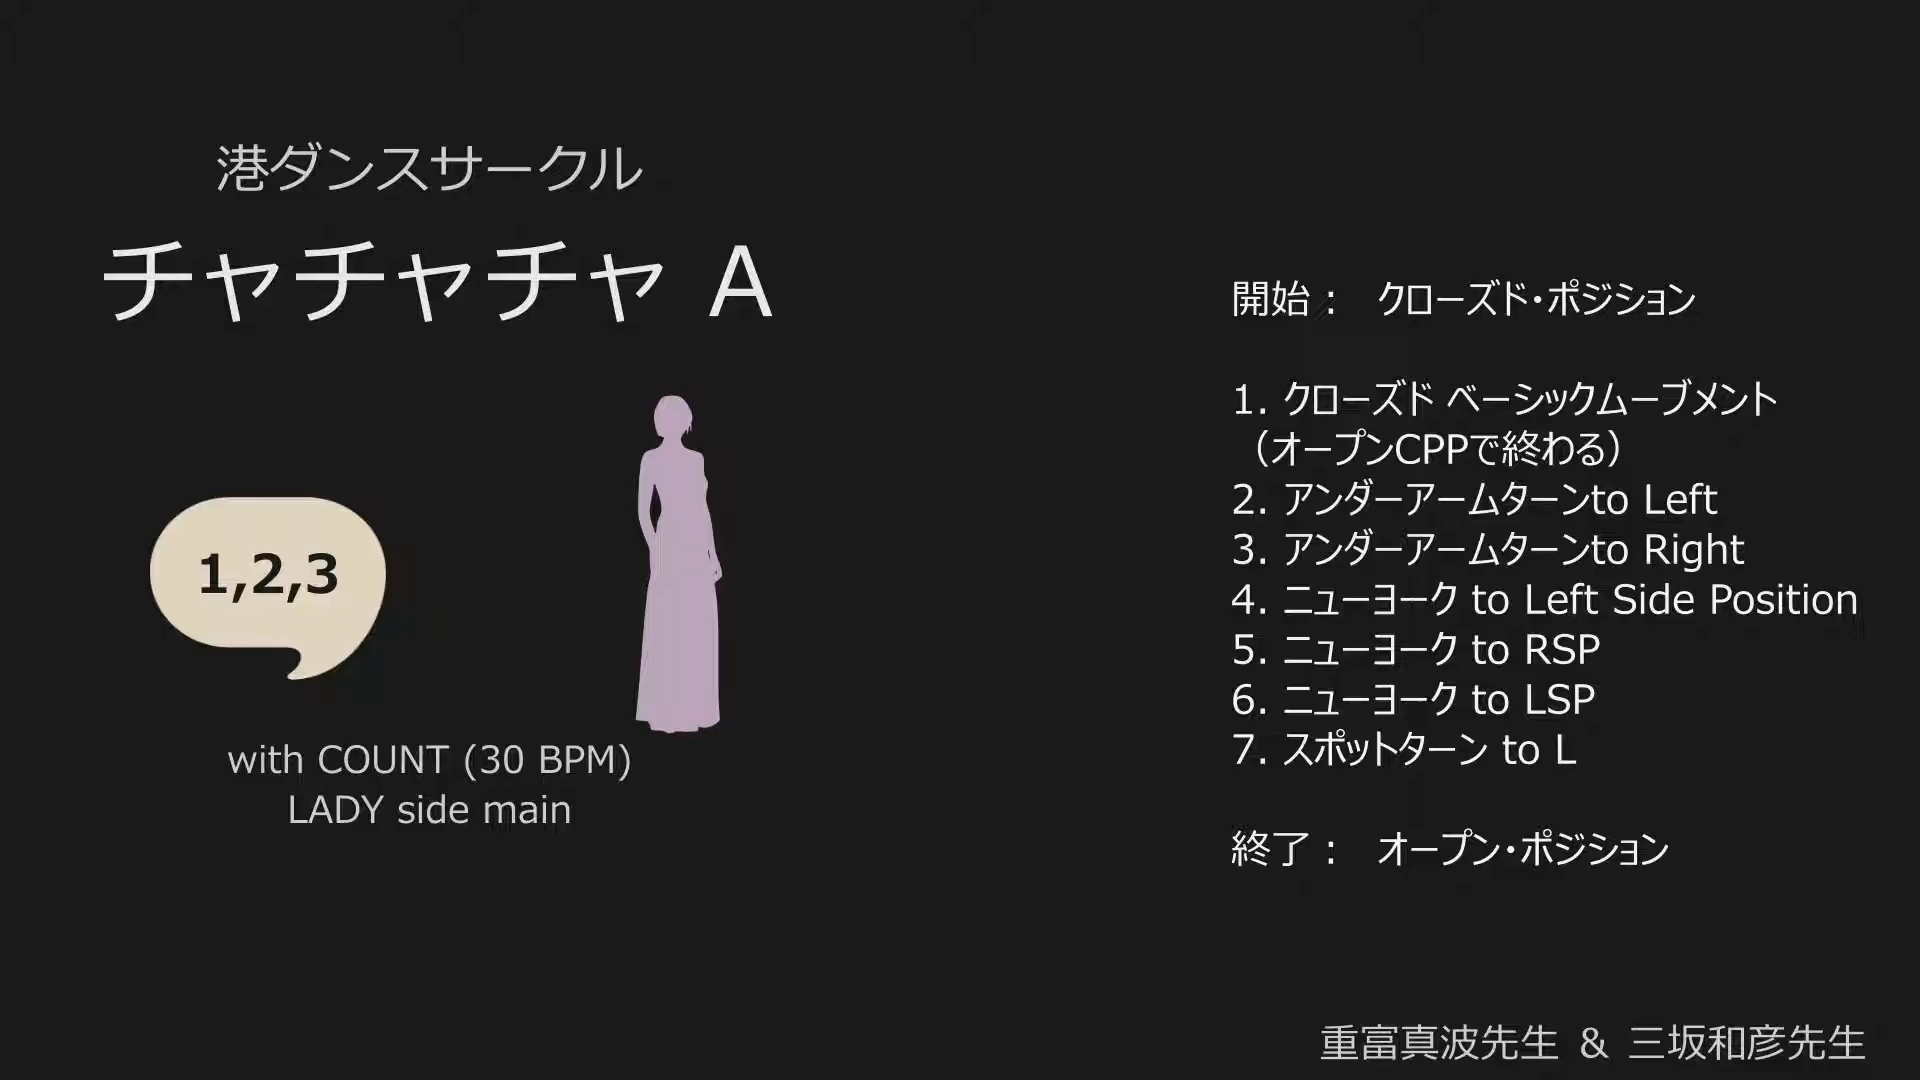 港ダンスサークル
チャチャチャ A
1,2,3
with COUNT (30 BPM)
LADY side main
開始： クローズド・ポジション
1. クローズド ベーシックムーブメント
（オープンCPPで終わる）
2. アンダーアームターンto Left
3. アンダーアームターンto Right
4. ニューヨーク to Left Side Position
5. ニューヨーク to RSP
6. ニューヨーク to LSP
7. スポットターン to L
終了： オープン・ポジション
重富真波先生 & 三坂和彦先生